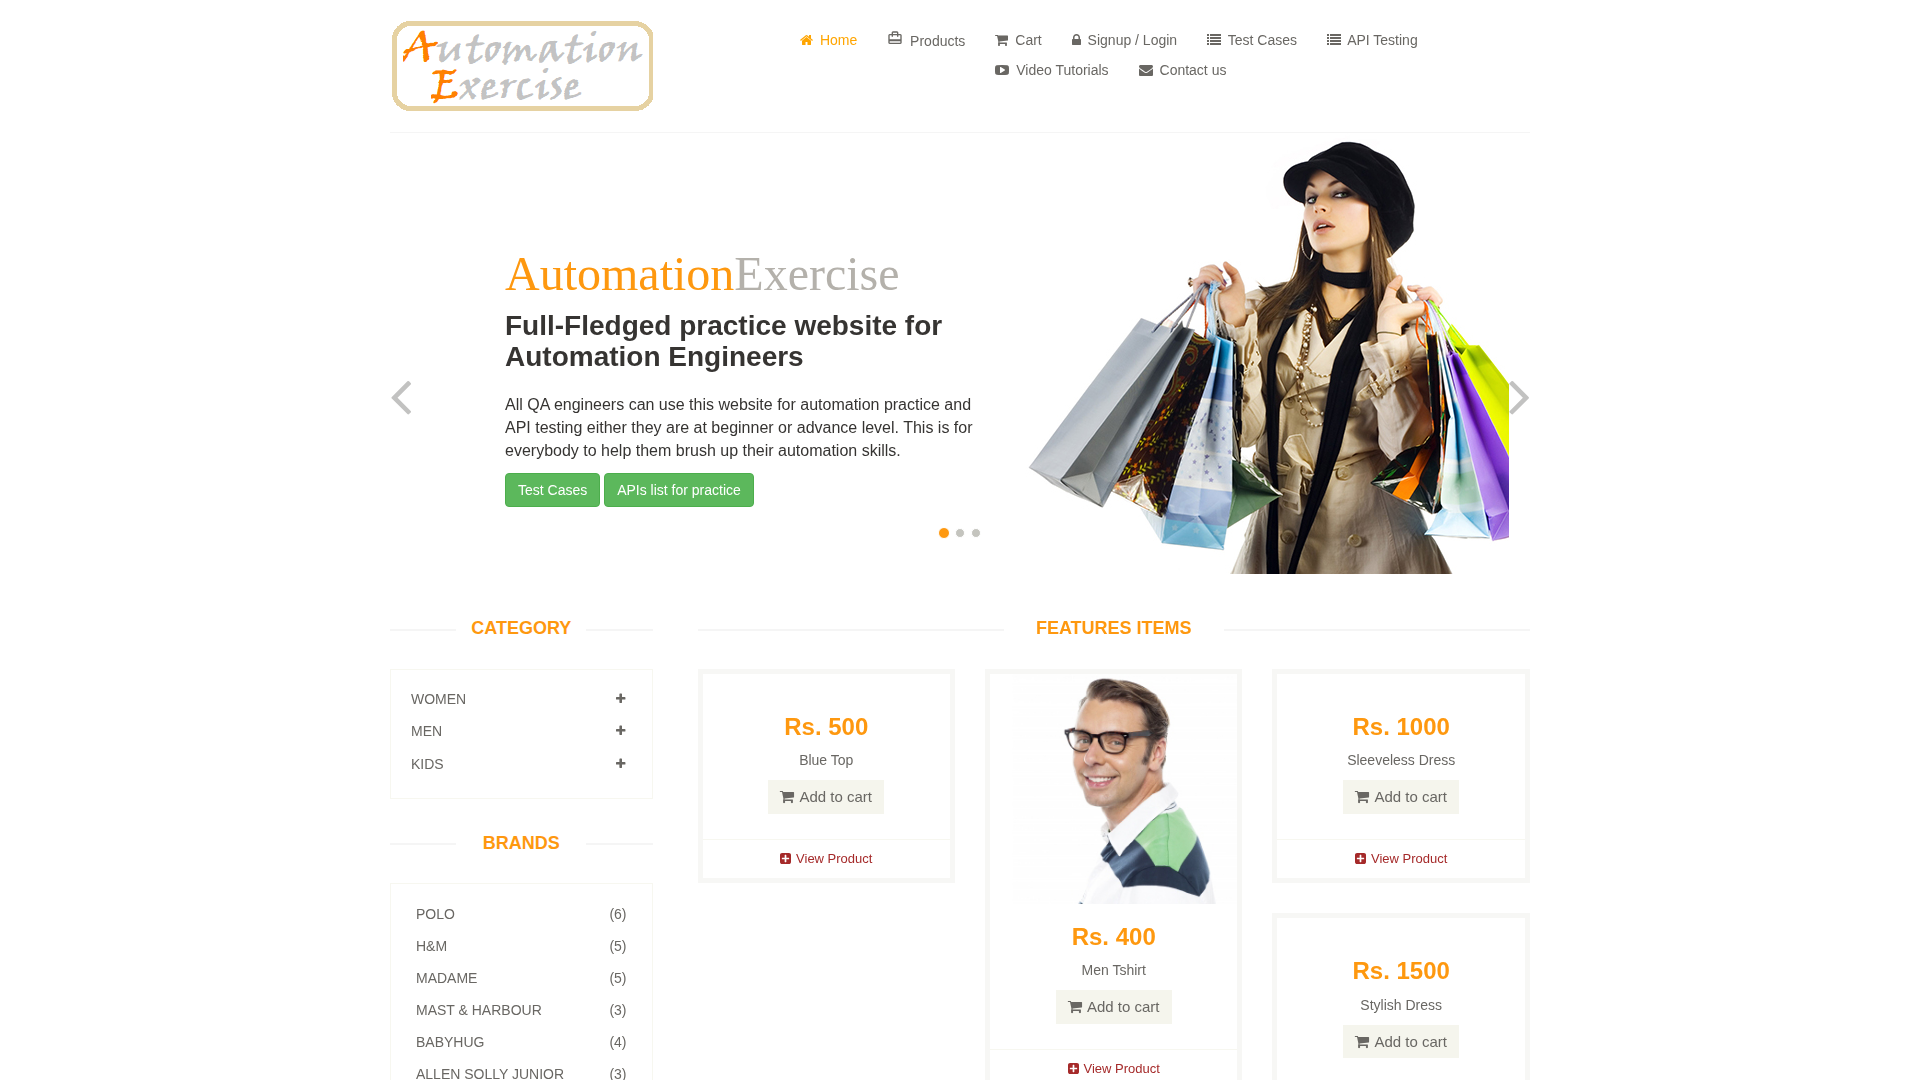 Automation
Exercise
Home
Products
Cart
Signup / Login
Test Cases
API Testing
Video Tutorials
Contact us
AutomationExercise
Full-Fledged practice website for
Automation Engineers
All QA engineers can use this website for automation practice and
API testing either they are at beginner or advance level. This is for
everybody to help them brush up their automation skills.
Test Cases
APIs list for practice
CATEGORY
WOMEN
MEN
KIDS
BRANDS
POLO (6)
H&M (5)
MADAME (5)
MAST & HARBOUR (3)
BABYHUG (4)
ALLEN SOLLY JUNIOR (3)
FEATURES ITEMS
Rs. 500
Blue Top
Add to cart
View Product
Rs. 400
Men Tshirt
Add to cart
View Product
Rs. 1000
Sleeveless Dress
Add to cart
View Product
Rs. 1500
Stylish Dress
Add to cart